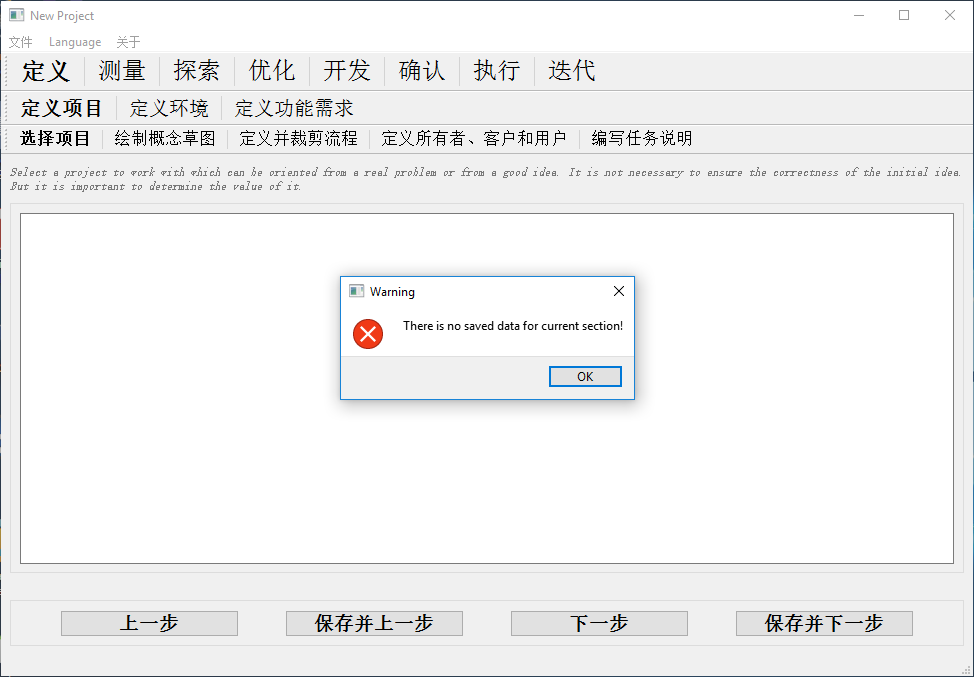 New Project
文件 Language 关于
定义 测量 探索 优化 开发 确认 执行 迭代
定义项目 定义环境 定义功能需求
选择项目 绘制概念草图 定义并裁剪流程 定义所有者、客户和用户 编写任务说明
Select a project to work with which can be oriented from a real problem or from a good idea. It is not necessary to ensure the correctness of the initial idea.
But it is important to determine the value of it.
Warning
There is no saved data for current section!
OK
上一步 保存并上一步 下一步 保存并下一步